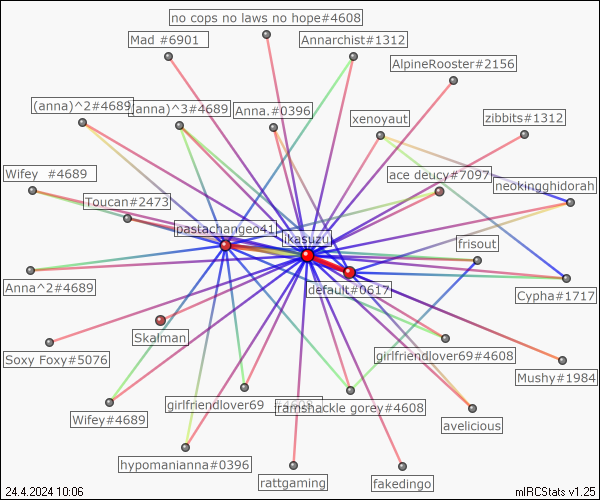 no cops no laws no hope#4608
Mad #6901
Annarchist#1312
AlpineRooster#2156
(anna)^2#4689
(anna)^3#4689
Anna.#0396
xenoyaut
zibbits#1312
Wifey #4689
ace deucy#7097
neokingghidorah
Toucan#2473
pastachangeo41
ikasuzu
frisout
Anna^2#4689
default#0617
Cypha#1717
Skalman
Soxy Foxy#5076
girlfriendlover69#4608
Mushy#1984
Wifey#4689
girlfriendlover69 #4608
ramshackle gorey#4608
avelicious
hypomanianna#0396
rattgaming
fakedingo
24.4.2024 10:06
mIRCStats v1.25